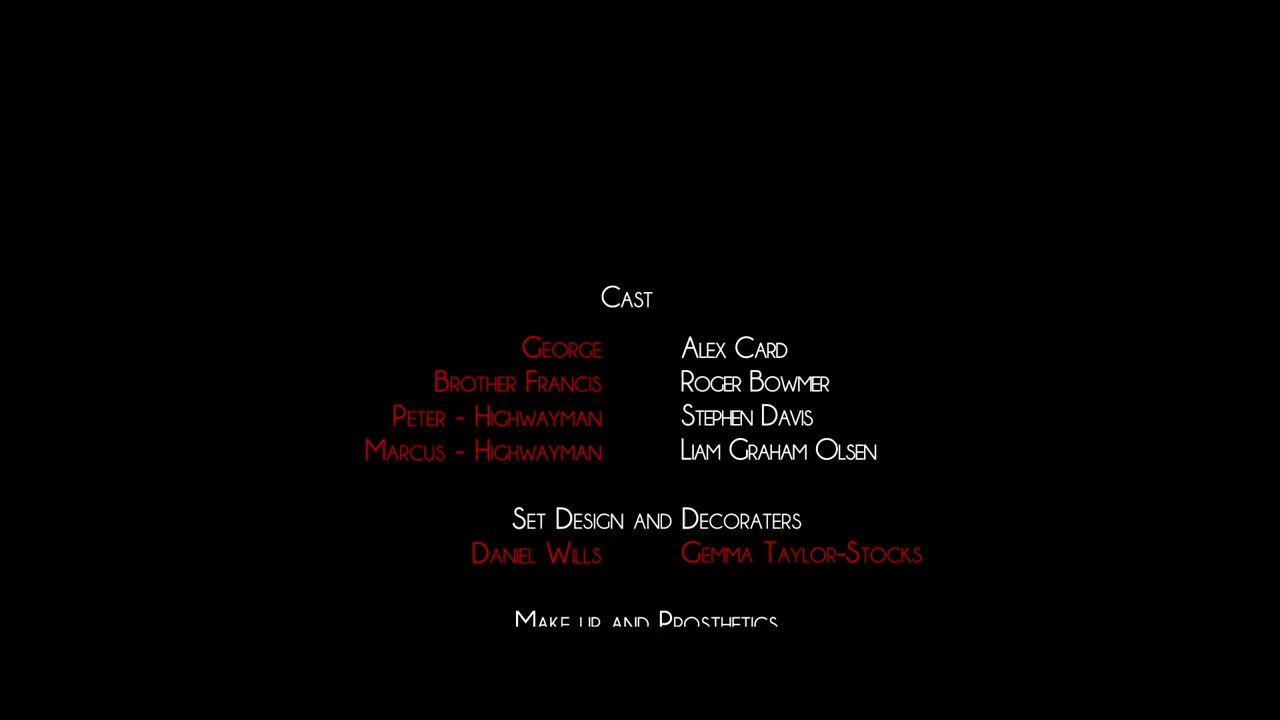 Cast
George Alex Card
Brother Francis Roger Bowmer
Peter - Highwayman Stephen Davis
Marcus - Highwayman Liam Graham Olsen
Set Design and Decoraters
Daniel Wills Gemma Taylor-Stocks
Make up and Prosthetics